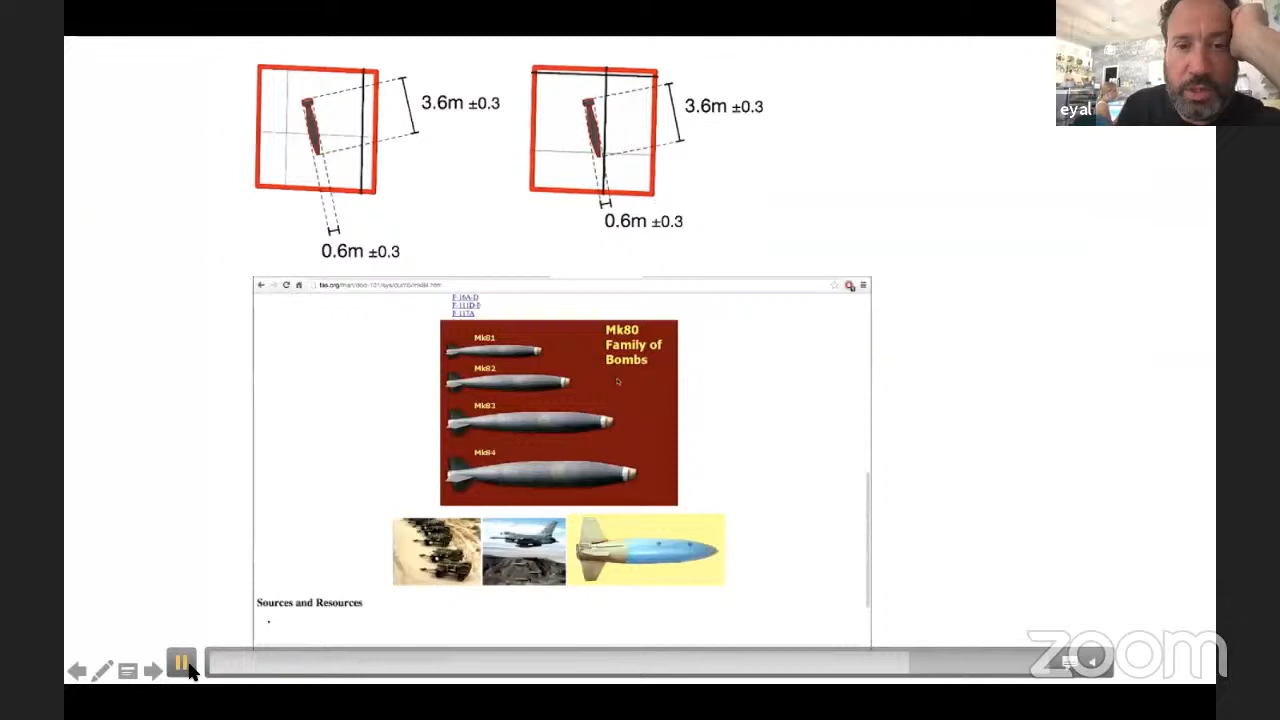 3.6m ±0.3
3.6m ±0.3
eyal
0.6m ±0.3
0.6m ±0.3
F-16A-D
F-117A
Mk81
Mk80
Family of
Bombs
Mk82
Mk83
Mk84
Sources and Resources
zoom